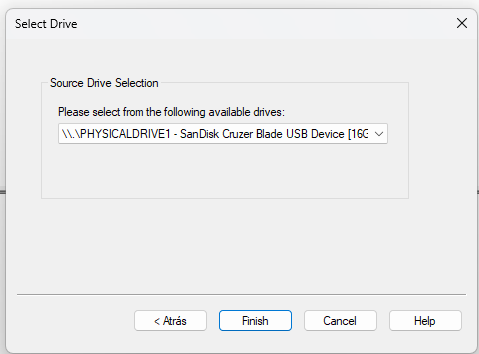 Select Drive
Source Drive Selection
Please select from the following available drives:
\\.\PHYSICALDRIVE1 - SanDisk Cruzer Blade USB Device [16G
< Atrás
Finish
Cancel
Help